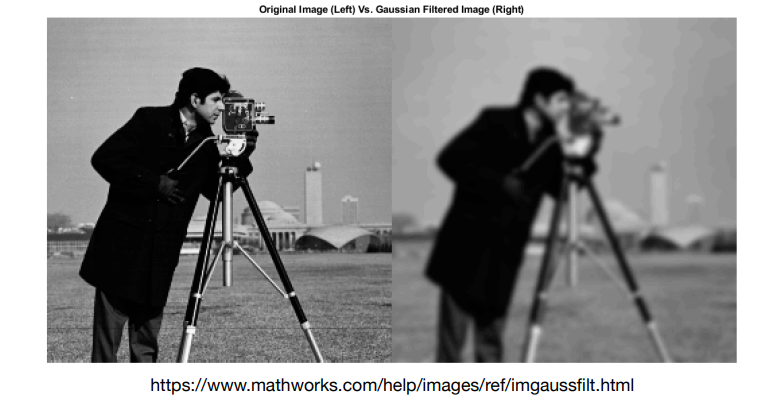 Original Image (Left) Vs. Gaussian Filtered Image (Right)
https://www.mathworks.com/help/images/ref/imgaussfilt.html